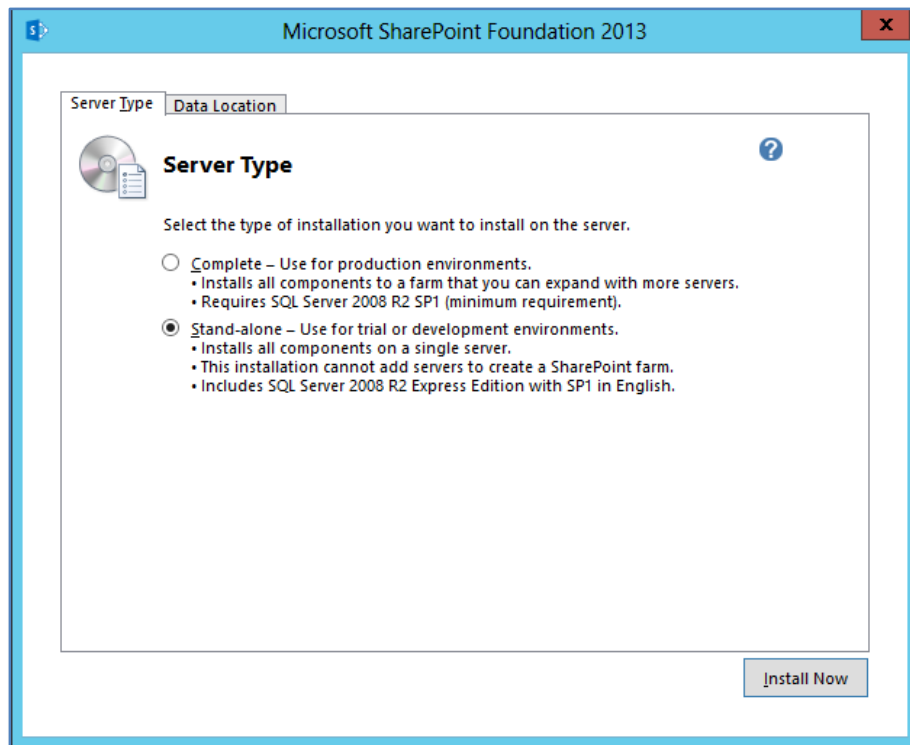 Microsoft SharePoint Foundation 2013
x
Server Type
Data Location
Server Type
?
Select the type of installation you want to install on the server.
Complete – Use for production environments.
• Installs all components to a farm that you can expand with more servers.
• Requires SQL Server 2008 R2 SP1 (minimum requirement).
Stand-alone – Use for trial or development environments.
• Installs all components on a single server.
• This installation cannot add servers to create a SharePoint farm.
• Includes SQL Server 2008 R2 Express Edition with SP1 in English.
Install Now